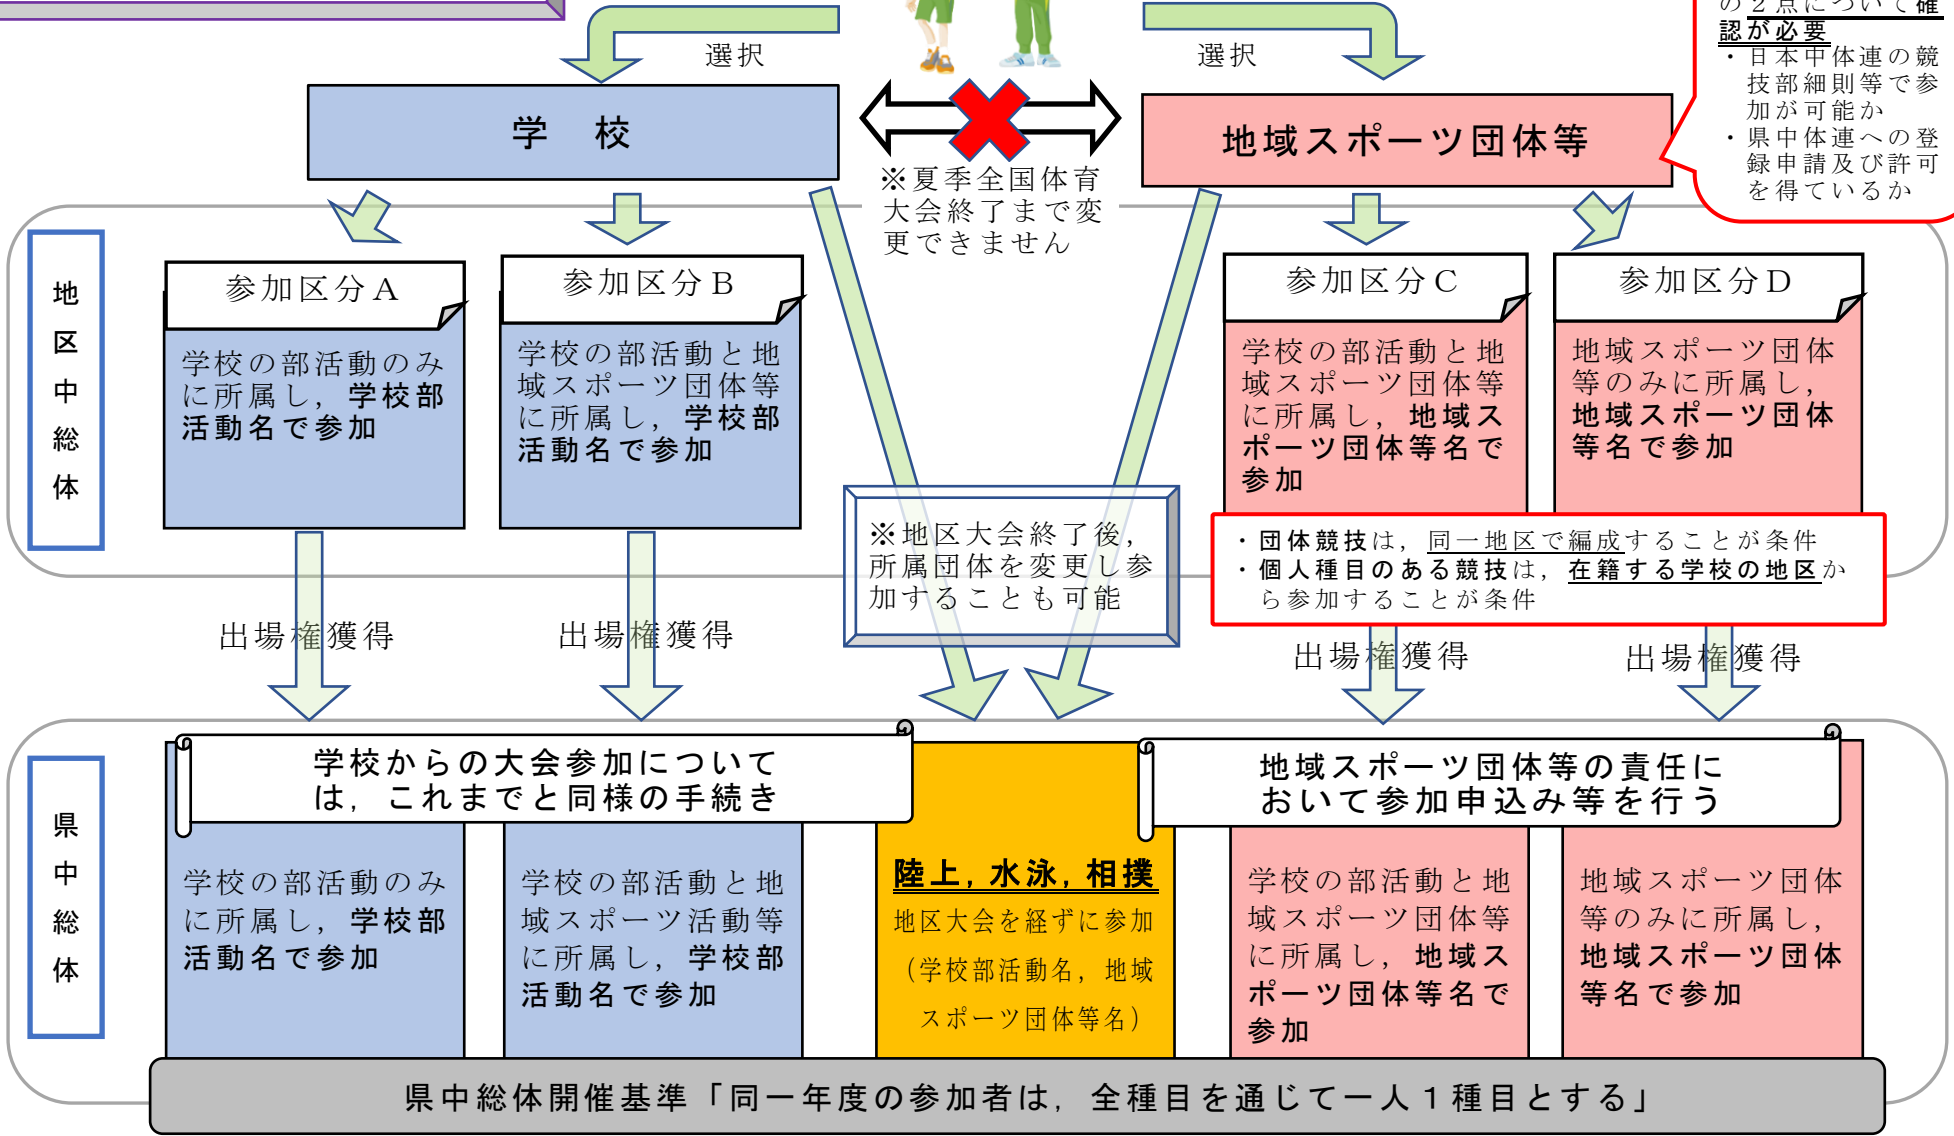 の２点について確
認が必要
・日本中体連の競
技部細則等で参
加が可能か
・県中体連への登
録申請及び許可
を得ているか
選択
選択
学　校
地域スポーツ団体等
※夏季全国体育
大会終了まで変
更できません
地区中総体
参加区分Ａ
学校の部活動のみ
に所属し，学校部
活動名で参加
参加区分Ｂ
学校の部活動と地
域スポーツ団体等
に所属し，学校部
活動名で参加
参加区分Ｃ
学校の部活動と地
域スポーツ団体等
に所属し，地域ス
ポーツ団体等名で
参加
参加区分Ｄ
地域スポーツ団体
等のみに所属し，
地域スポーツ団体
等名で参加
※地区大会終了後，
所属団体を変更し参
加することも可能
・団体競技は，同一地区で編成することが条件
・個人種目のある競技は，在籍する学校の地区か
ら参加することが条件
出場権獲得
出場権獲得
出場権獲得
出場権獲得
県中総体
学校からの大会参加について
は，これまでと同様の手続き
地域スポーツ団体等の責任に
おいて参加申込み等を行う
学校の部活動のみ
に所属し，学校部
活動名で参加
学校の部活動と地
域スポーツ活動等
に所属し，学校部
活動名で参加
陸上，水泳，相撲
地区大会を経ずに参加
（学校部活動名，地域
スポーツ団体等名）
学校の部活動と地
域スポーツ団体等
に所属し，地域ス
ポーツ団体等名で
参加
地域スポーツ団体
等のみに所属し，
地域スポーツ団体
等名で参加
県中総体開催基準「同一年度の参加者は，全種目を通じて一人１種目とする」